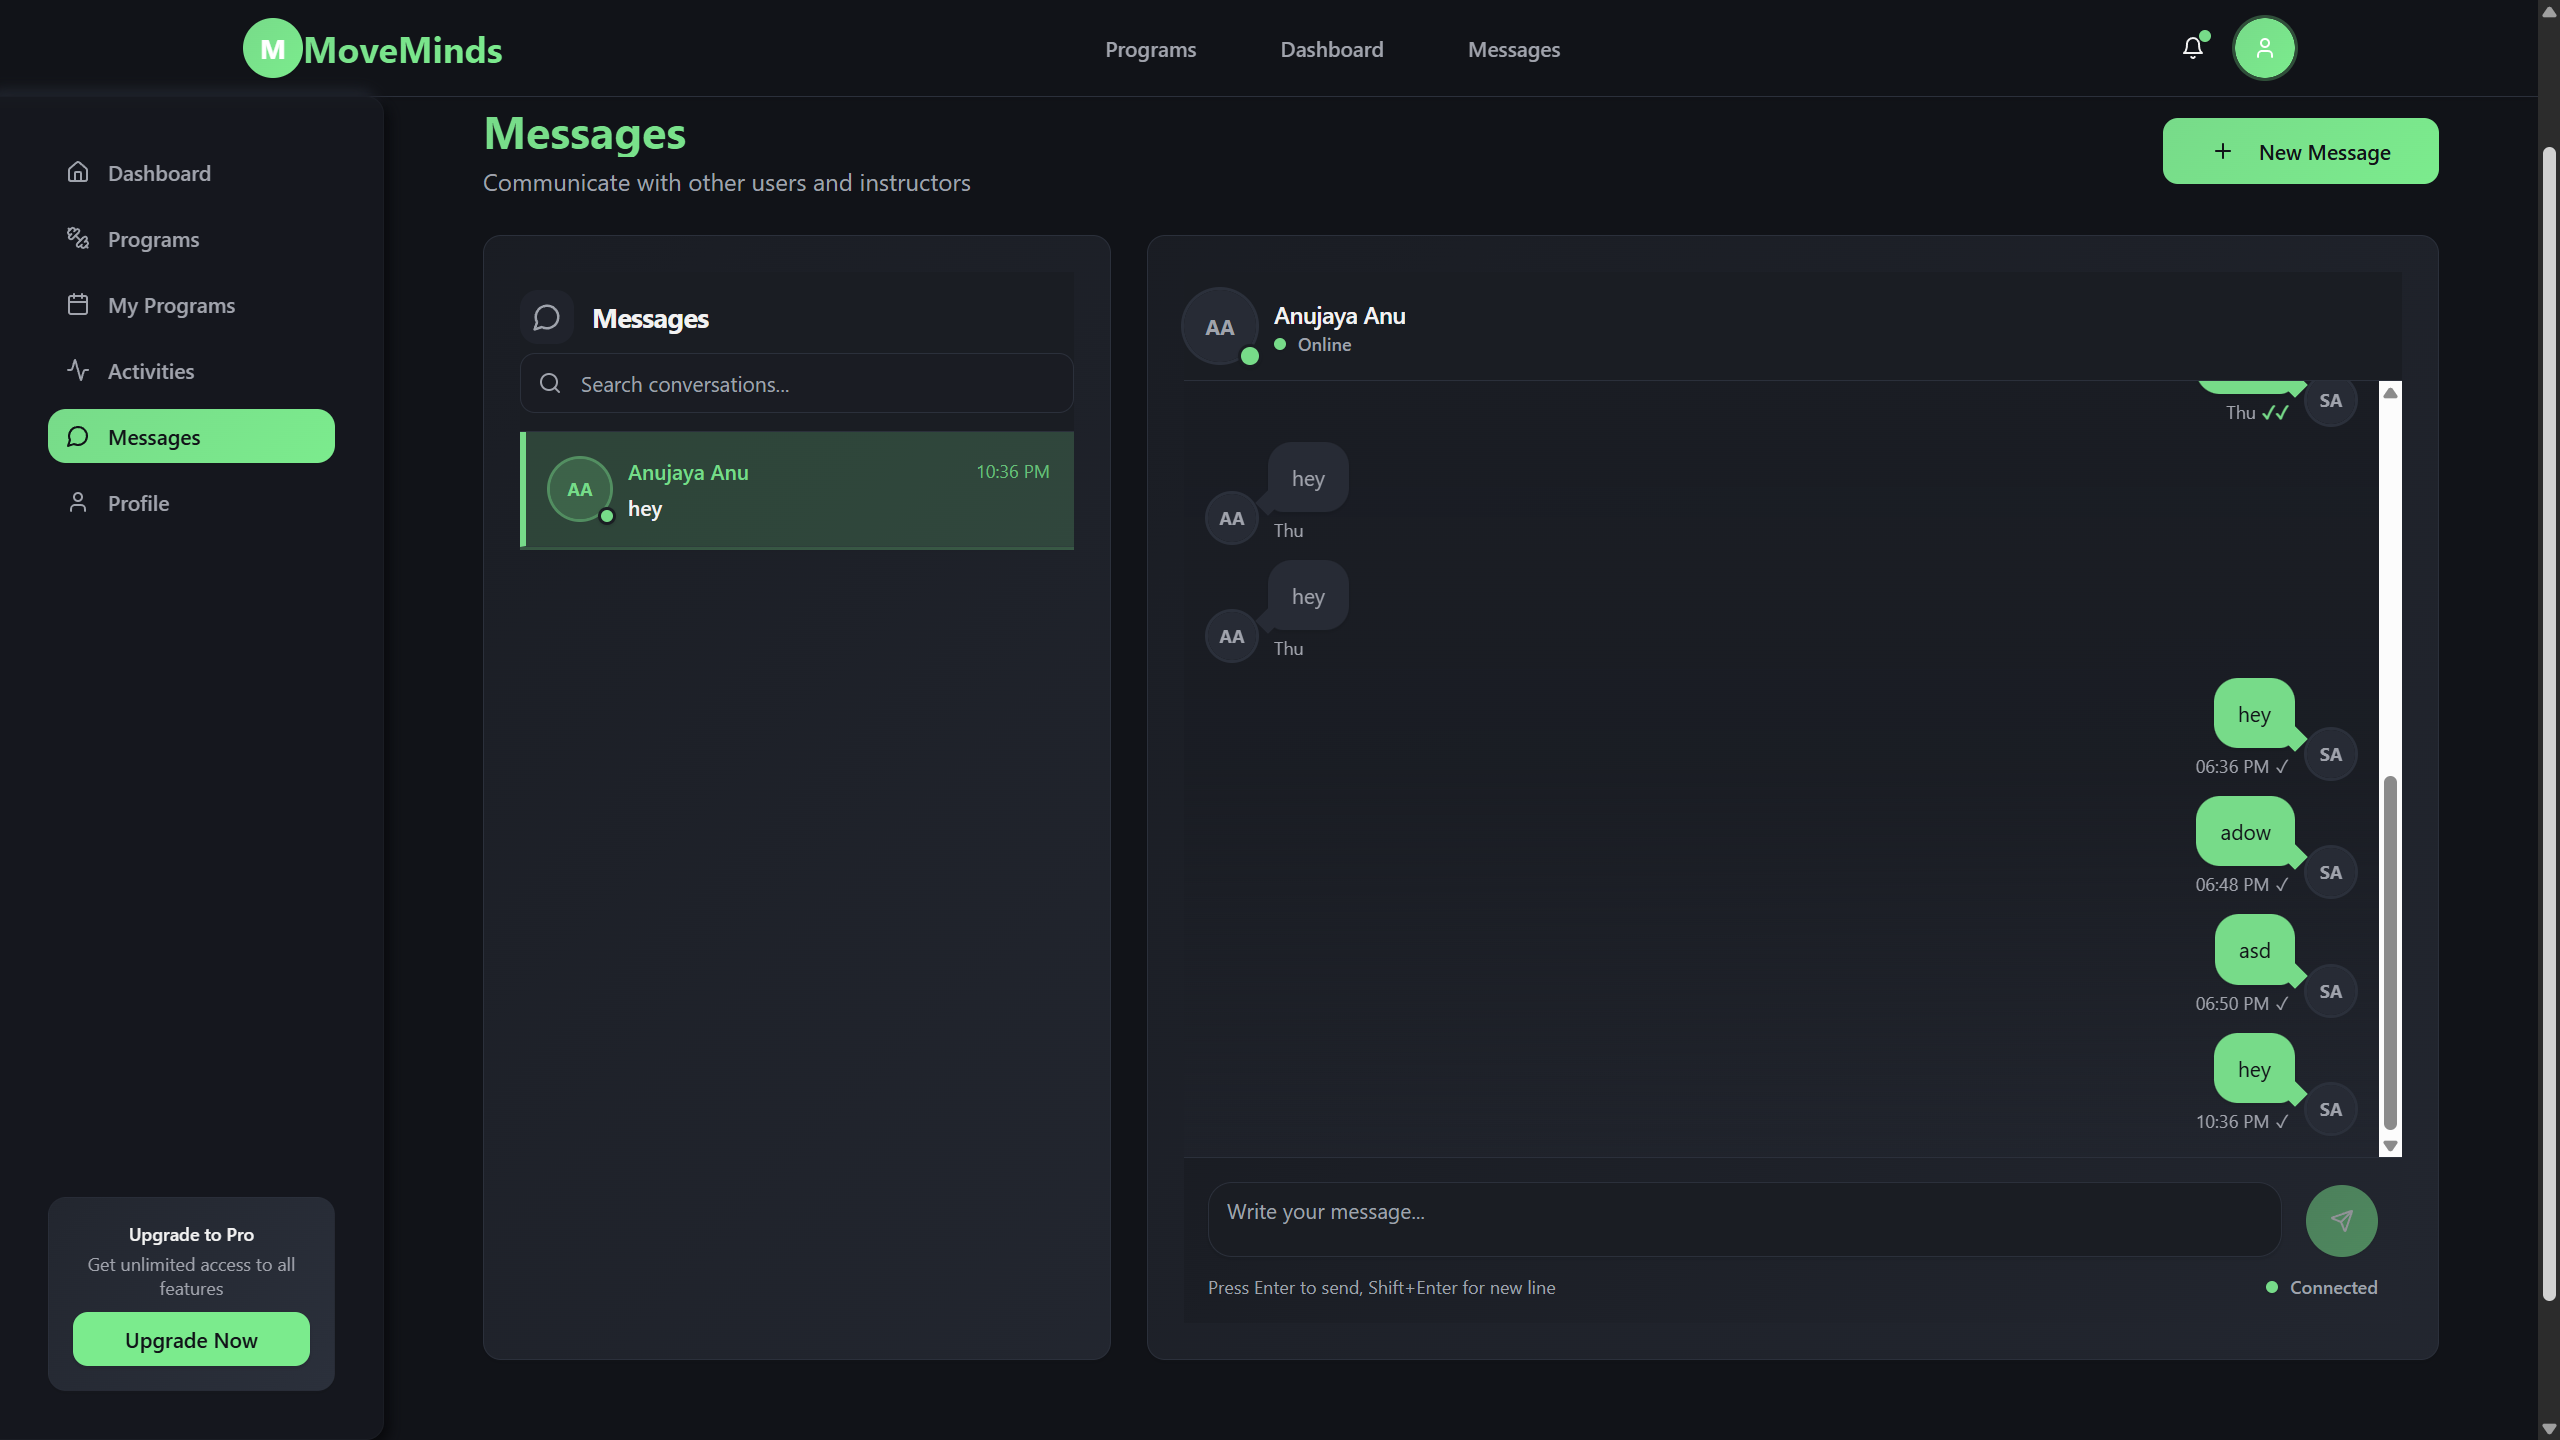 M MoveMinds
Programs
Dashboard
Messages
Dashboard
Programs
My Programs
Activities
Messages
Profile
Upgrade to Pro
Get unlimited access to all
features
Upgrade Now
Messages
Communicate with other users and instructors
+ New Message
Messages
Search conversations...
AA
Anujaya Anu
10:36 PM
hey
AA
Anujaya Anu
Online
SA
Thu ✓✓
hey
AA
Thu
hey
AA
Thu
hey
SA
06:36 PM ✓
adow
SA
06:48 PM ✓
asd
SA
06:50 PM ✓
hey
SA
10:36 PM ✓
Write your message...
Press Enter to send, Shift+Enter for new line
Connected